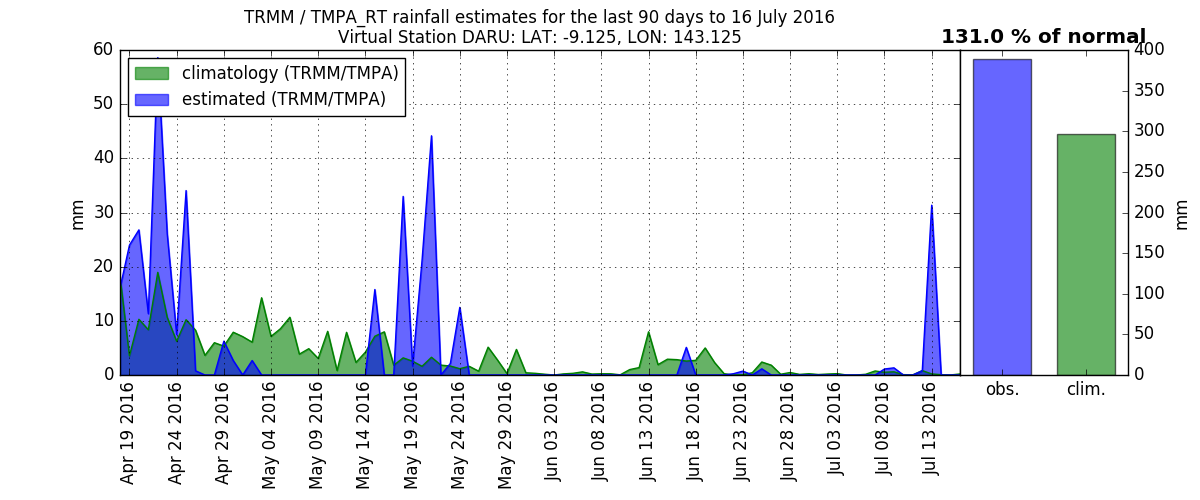 TRMM / TMPA_RT rainfall estimates for the last 90 days to 16 July 2016
Virtual Station DARU: LAT: -9.125, LON: 143.125
131.0 % of normal
climatology (TRMM/TMPA)
estimated (TRMM/TMPA)
60
50
40
30
20
10
0
mm
Apr 19 2016
Apr 24 2016
Apr 29 2016
May 04 2016
May 09 2016
May 14 2016
May 19 2016
May 24 2016
May 29 2016
Jun 03 2016
Jun 08 2016
Jun 13 2016
Jun 18 2016
Jun 23 2016
Jun 28 2016
Jul 03 2016
Jul 08 2016
Jul 13 2016
obs.
clim.
400
350
300
250
200
150
100
50
0
mm